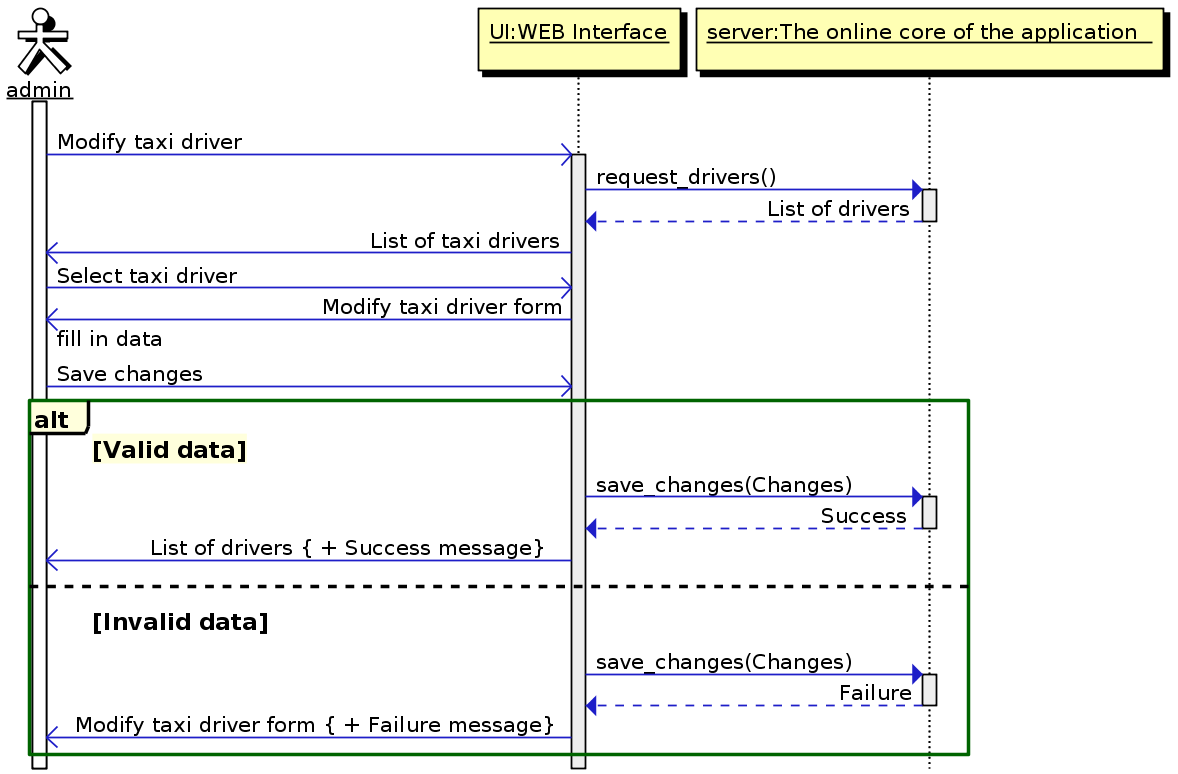 UI:WEB Interface
server:The online core of the application
admin
Modify taxi driver
request_drivers()
List of drivers
List of taxi drivers
Select taxi driver
Modify taxi driver form
fill in data
Save changes
alt
[Valid data]
save_changes(Changes)
Success
List of drivers { + Success message}
[Invalid data]
save_changes(Changes)
Failure
Modify taxi driver form { + Failure message}